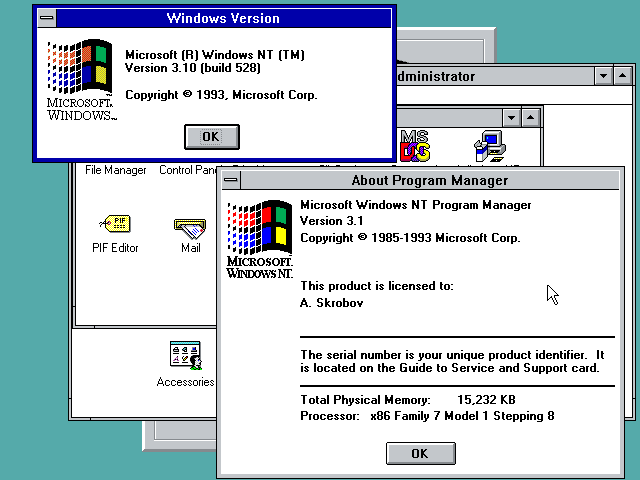 Windows Version
Microsoft (R) Windows NT (TM)
Version 3.10 (build 528)
Copyright © 1993, Microsoft Corp.
MICROSOFT.
WINDOWS...
OK
dministrator
MS
File Manager
Control Pane
PIF
PIF Editor
Mail
Accessories
About Program Manager
Microsoft Windows NT Program Manager
Version 3.1
Copyright © 1985-1993 Microsoft Corp.
MICROSOFT.
WINDOWS NT.
This product is licensed to:
A. Skrobov
The serial number is your unique product identifier. It
is located on the Guide to Service and Support card.
Total Physical Memory: 15,232 KB
Processor: x86 Family 7 Model 1 Stepping 8
OK